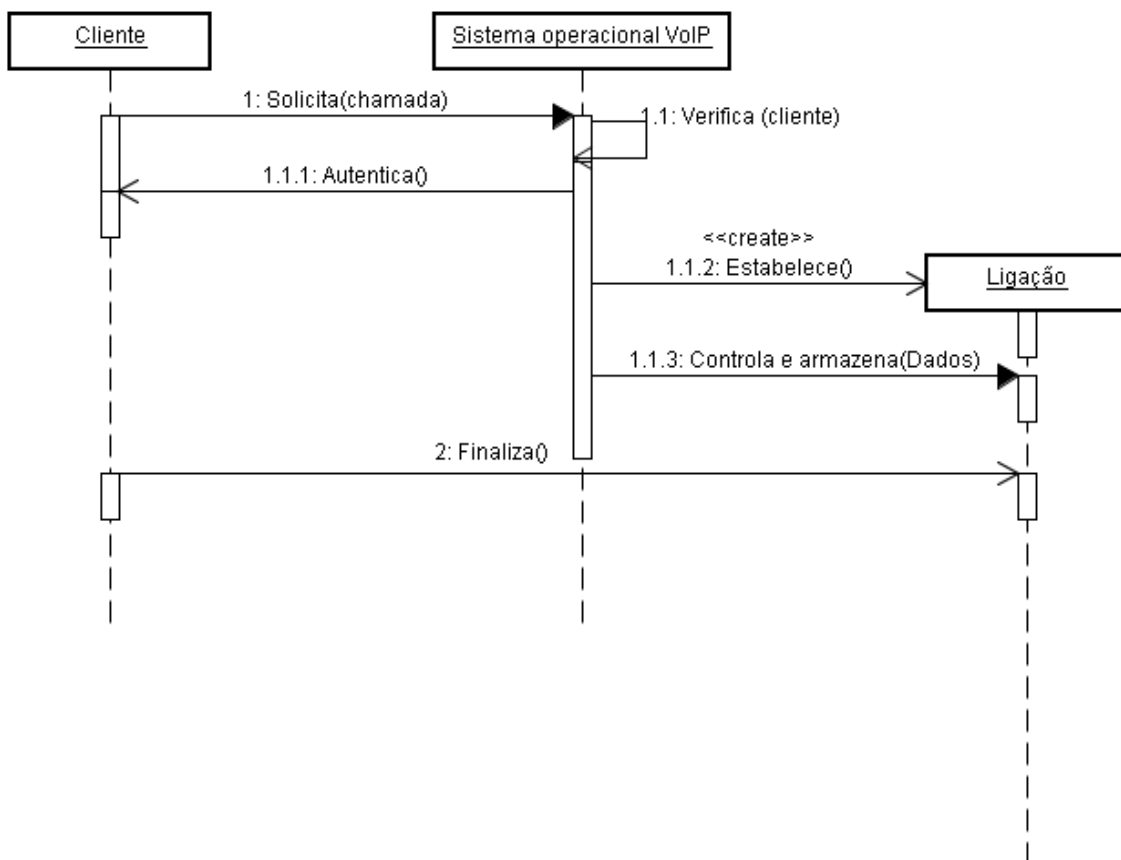 Cliente
Sistema operacional VoIP
1: Solicita(chamada)
1.1: Verifica (cliente)
1.1.1: Autentica()
<<create>>
1.1.2: Estabelece()
Ligação
1.1.3: Controla e armazena(Dados)
2: Finaliza()